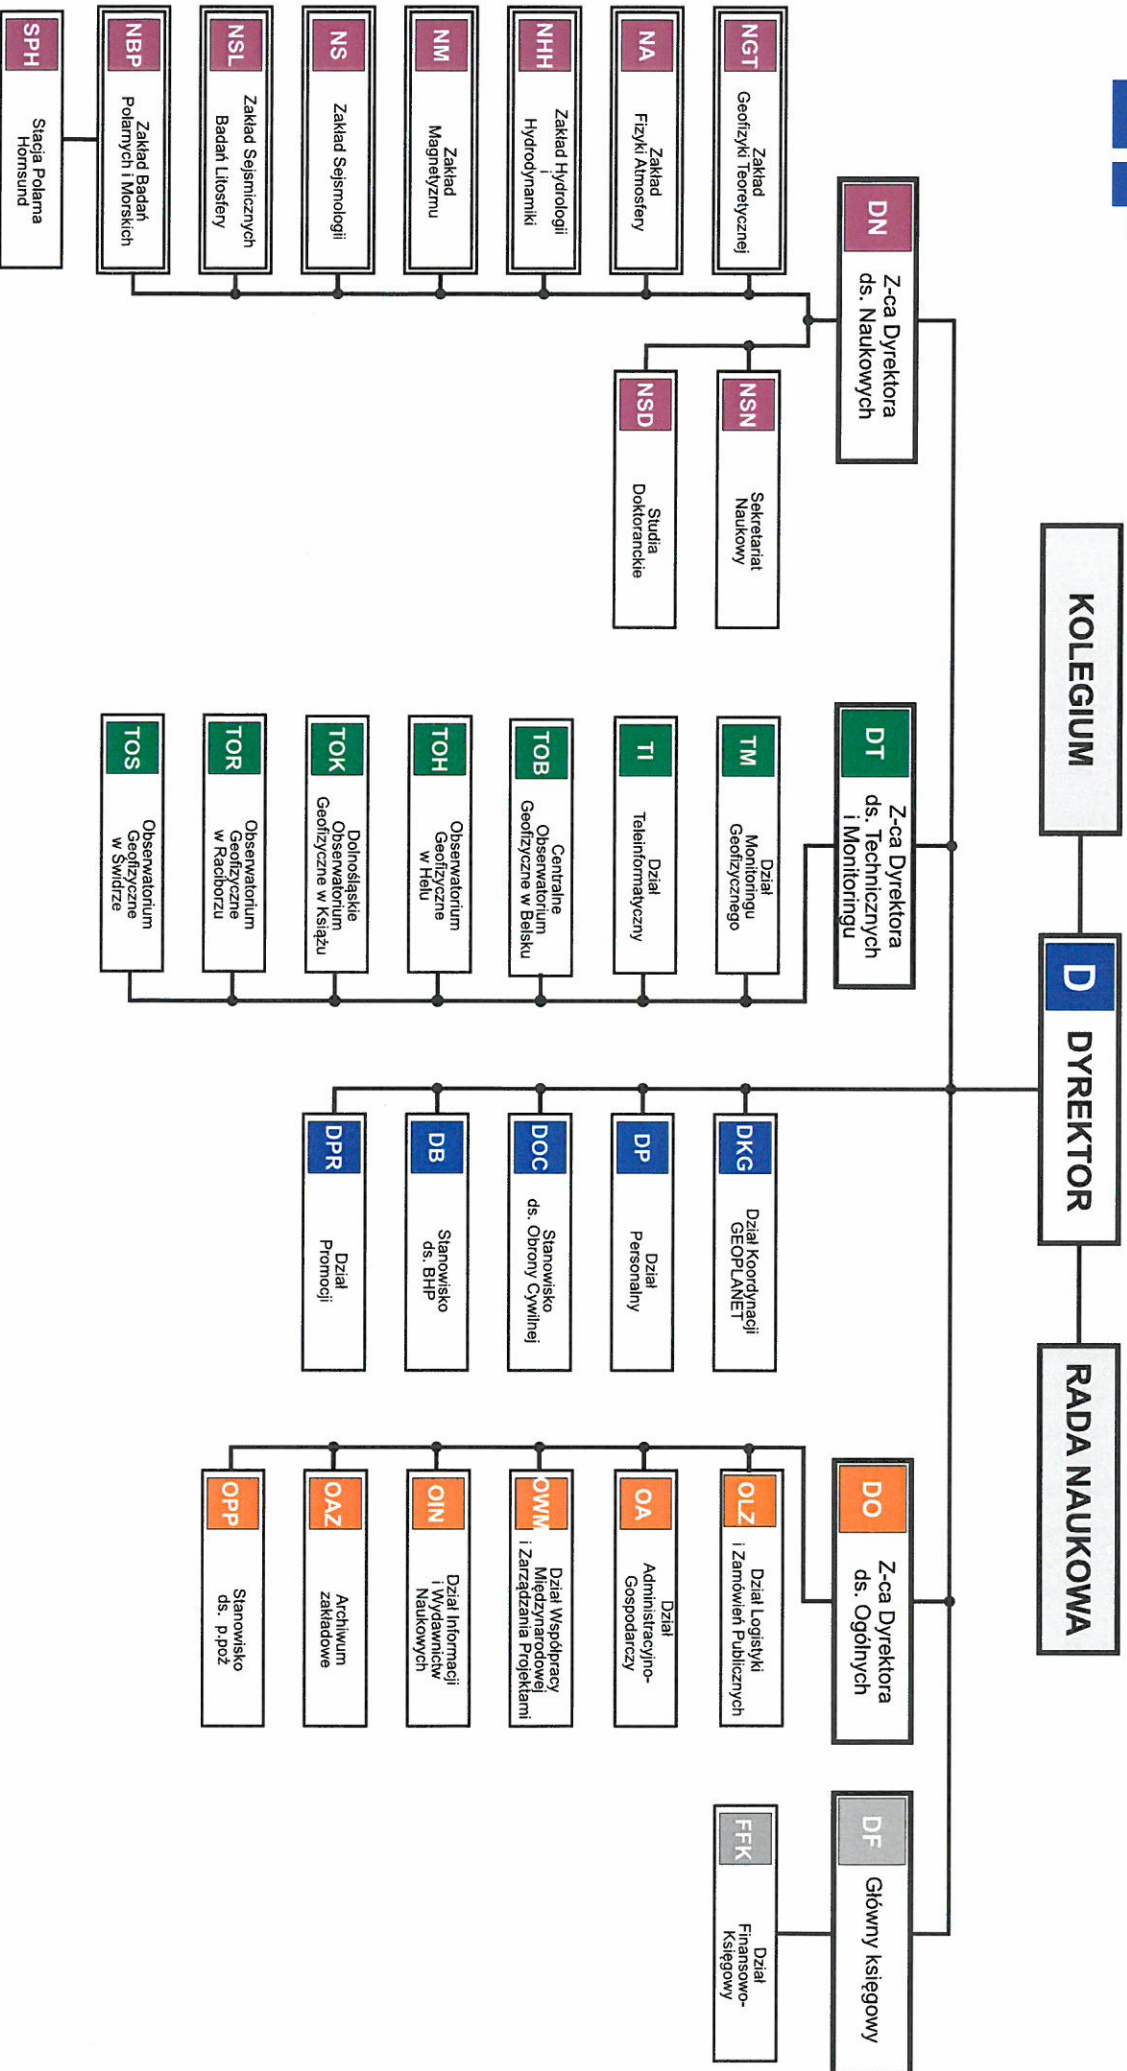 KOLEGIUM
D
DYREKTOR
RADA NAUKOWA
DN
Z-ca Dyrektora
ds. Naukowych
NGT
Zakład
Geofizyki Teoretycznej
NA
Zakład
Fizyki Atmosfery
NHH
Zakład Hydrologii
i
Hydrodynamiki
NM
Zakład
Magnetyzmu
NS
Zakład Sejsmologii
NSL
Zakład Sejsmicznych
Badań Litosfery
NBP
Zakład Badań
Polarnych i Morskich
SPH
Stacja Polarna
Hornsund
NSN
Sekretariat
Naukowy
NSD
Studia
Doktoranckie
DT
Z-ca Dyrektora
ds. Technicznych
i Monitoringu
TM
Dział
Monitoringu
Geofizycznego
TI
Dział
Teleinformatyczny
TOB
Centralne
Obserwatorium
Geofizyczne w Belsku
TOH
Obserwatorium
Geofizyczne
w Helu
TOK
Dolnośląskie
Obserwatorium
Geofizyczne w Książu
TOR
Obserwatorium
Geofizyczne
w Raciborzu
TOS
Obserwatorium
Geofizyczne
w Świdrze
DKG
Dział Koordynacji
GEOPLANET
DP
Dział
Personalny
DOC
Stanowisko
ds. Obrony Cywilnej
DB
Stanowisko
ds. BHP
DPR
Dział
Promocji
DO
Z-ca Dyrektora
ds. Ogólnych
OLZ
Dział Logistyki
i Zamówień Publicznych
OA
Dział
Administracyjno-
Gospodarczy
OWM
Dział Współpracy
Międzynarodowej
i Zarządzania Projektami
OIN
Dział Informacji
i Wydawnictw
Naukowych
OAZ
Archiwum
zakładowe
OPP
Stanowisko
ds. p.poż
DF
Główny księgowy
FFK
Dział
Finansowo-
Księgowy